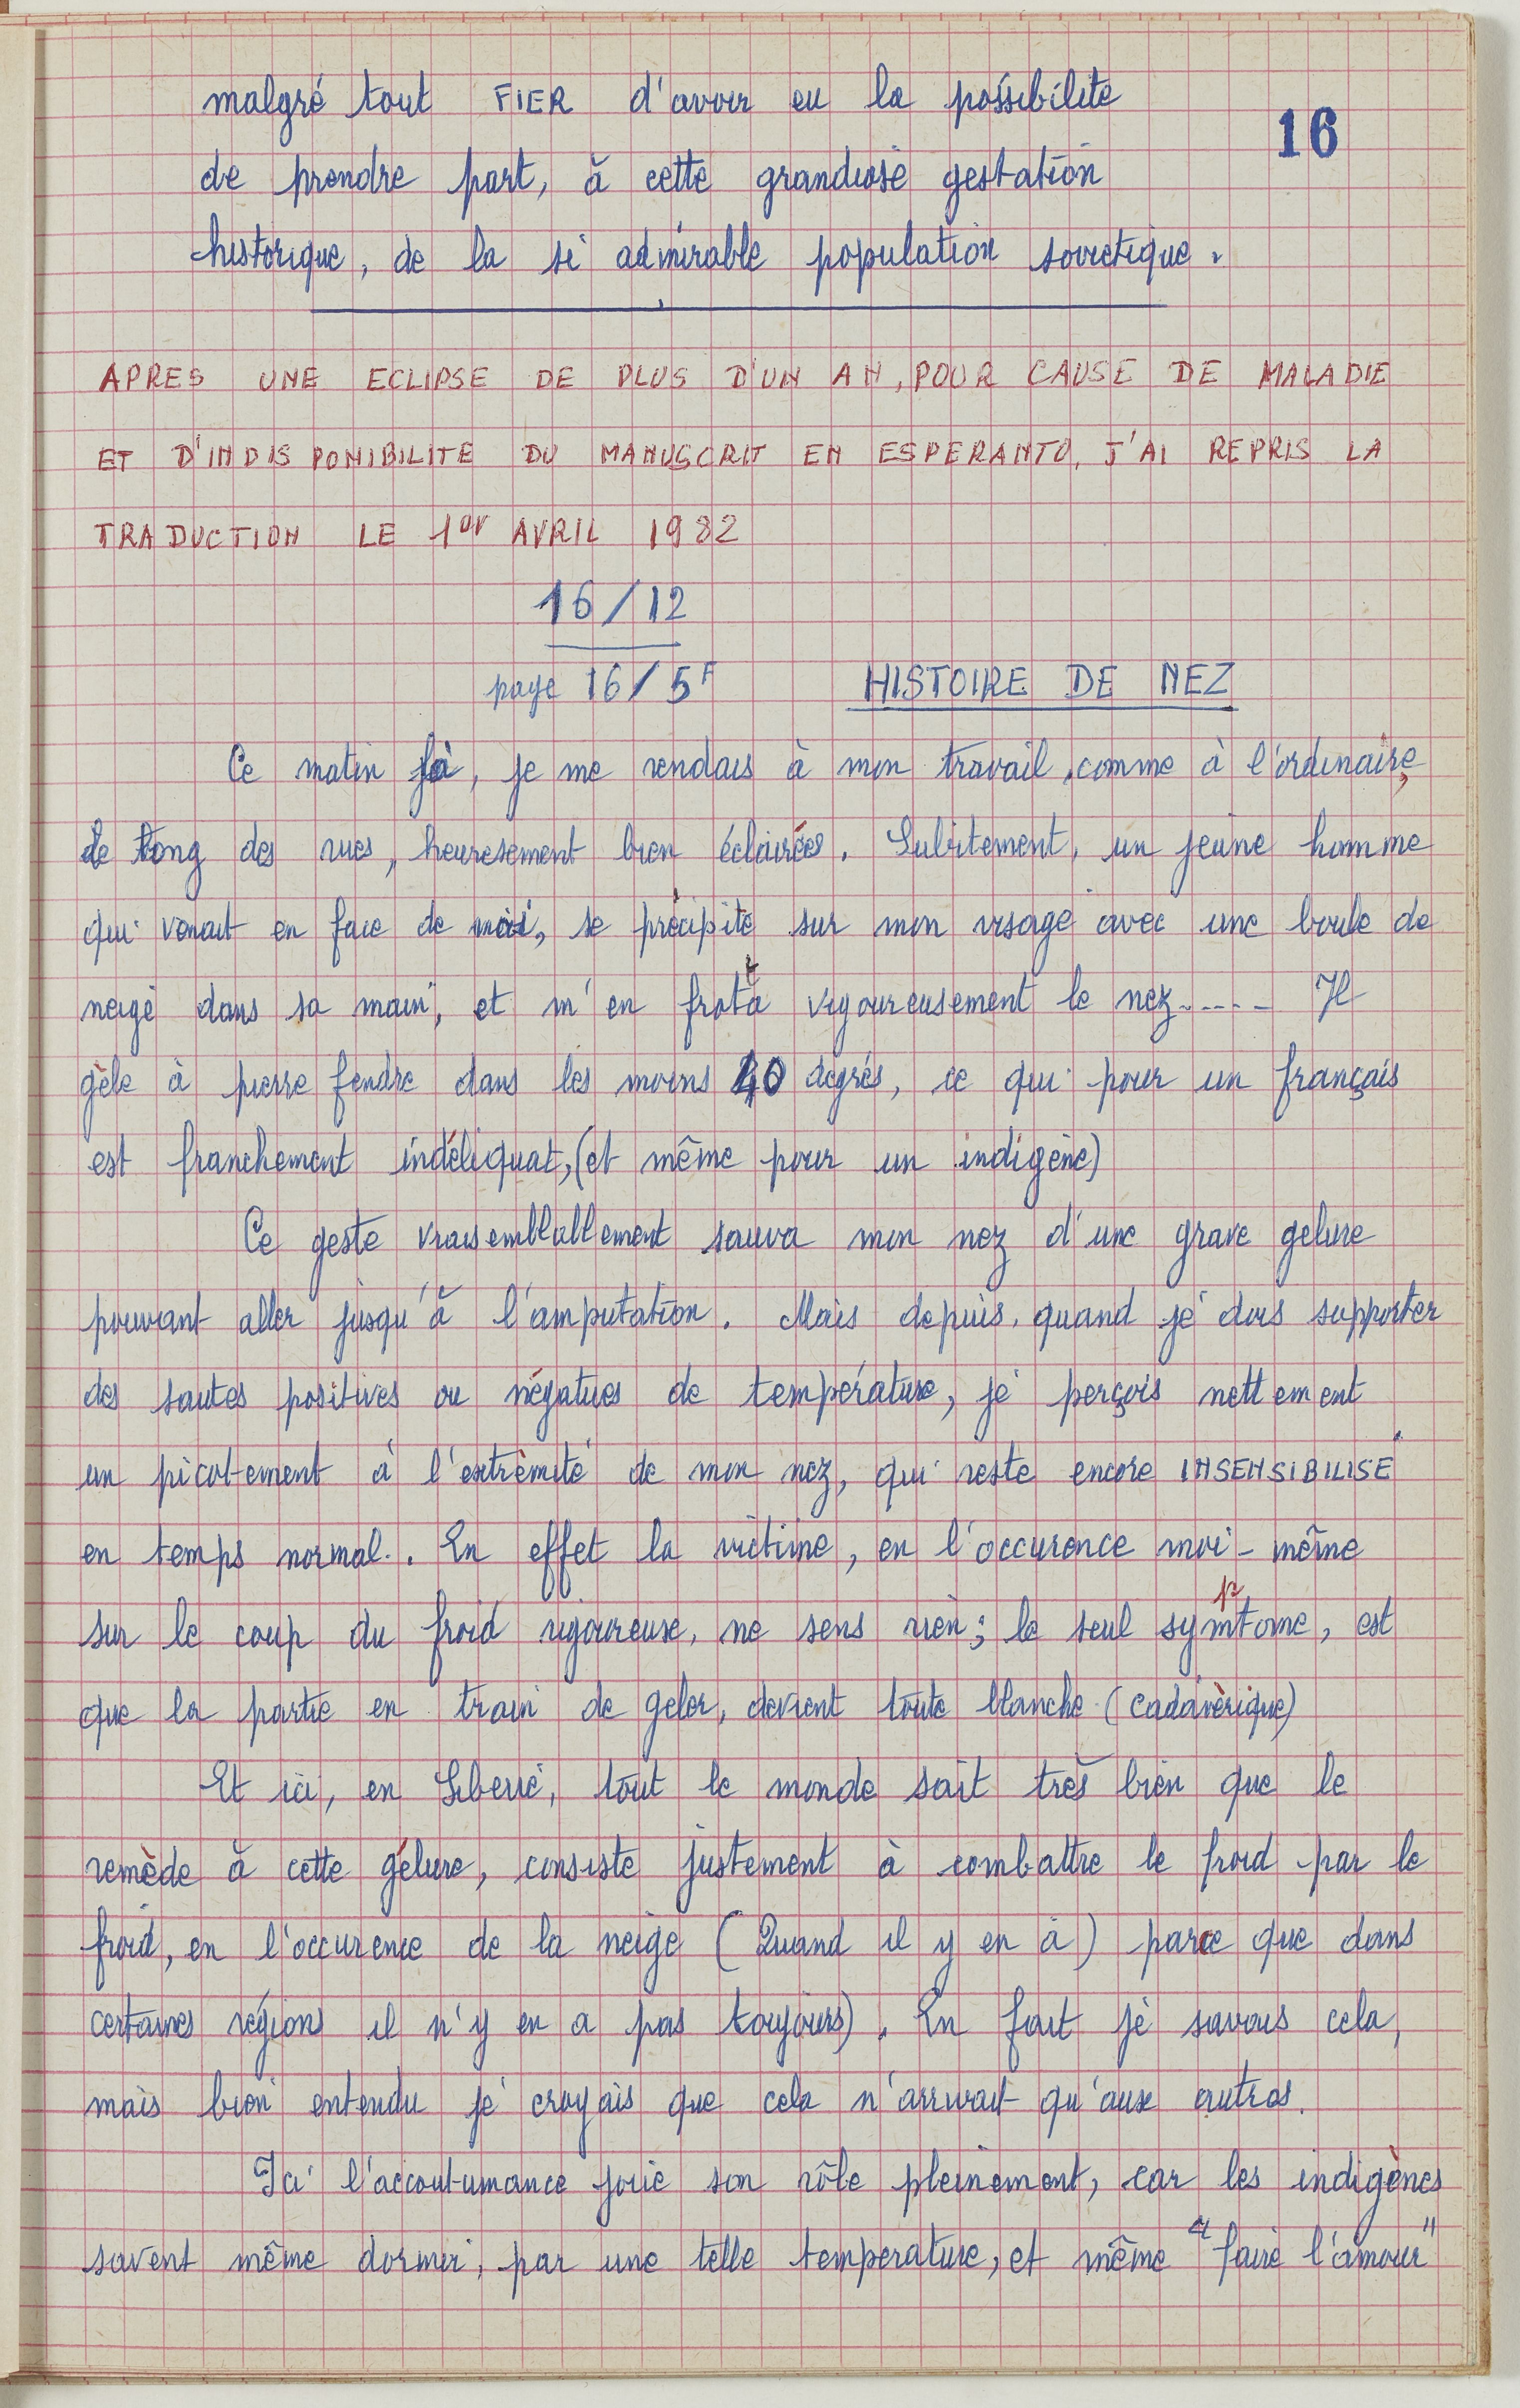 malgré tout FIER d'avoir eu la possibilité
16
de prendre part, à cette grandiose gestation
historique, de la si admirable population sovietique.
APRES UNE ECLIPSE DE PLUS D'UN AN, POUR CAUSE DE MALADIE
ET D'INDISPONIBILITE DU MANUSCRIT EN ESPERANTO, J'AI REPRIS LA
TRADUCTION LE 1er AVRIL 1982
16/12
page 16/5F HISTOIRE DE NEZ
Ce matin là, je me rendais à mon travail, comme à l'ordinaire,
le long des rues, heuresement bien éclairées. Subitement, un jeune homme
qui venait en face de moi, se précipite sur mon visage avec une boule de
neige dans sa main, et m'en frotta vigoureusement le nez..... Il
gèle à pierre fendre dans les moins 40 degrés, ce qui pour un français
est franchement indéliquat, (et même pour un indigène)
Ce geste vraisemblablement sauva mon nez d'une grave gelure
pouvant aller jusqu'à l'amputation. Mais depuis, quand je dois supporter
des sautes positives ou négatives de température, je perçois nettement
un picotement à l'extrèmité de mon nez, qui reste encore INSENSIBILISÉ
en temps normal. En effet la victime, en l'occurence moi-même
sur le coup du froid rigoureux, ne sens rien; le seul symptome, est
que la partie en train de geler, devient toute blanche (cadavèrique)
Et ici, en Siberie, tout le monde sait très bien que le
remède à cette gélure, consiste justement à combattre le froid par le
froid, en l'occurence de la neige (Quand il y en à) parce que dans
certaines régions il n'y en a pas toujours). En fait je savais cela,
mais bien entendu je croyais que cela n'arrivait qu'aux autres.
Ici l'accoutumance joue son rôle pleinement, car les indigènes
savent même dormir, par une telle temperature, et même "faire l'amour"